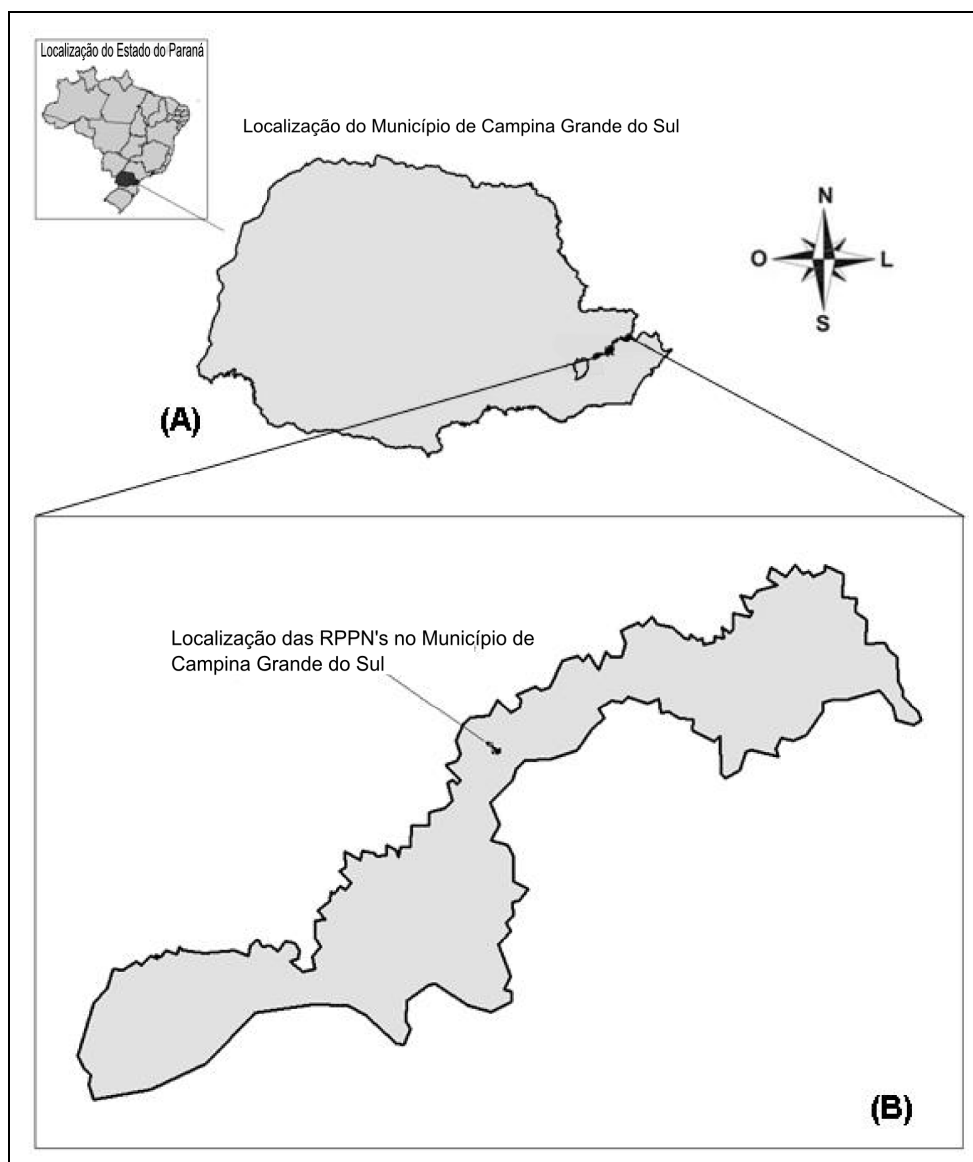 Localização do Estado do Paraná
Localização do Município de Campina Grande do Sul
N
O
L
S
(A)
Localização das RPPN's no Município de
Campina Grande do Sul
(B)